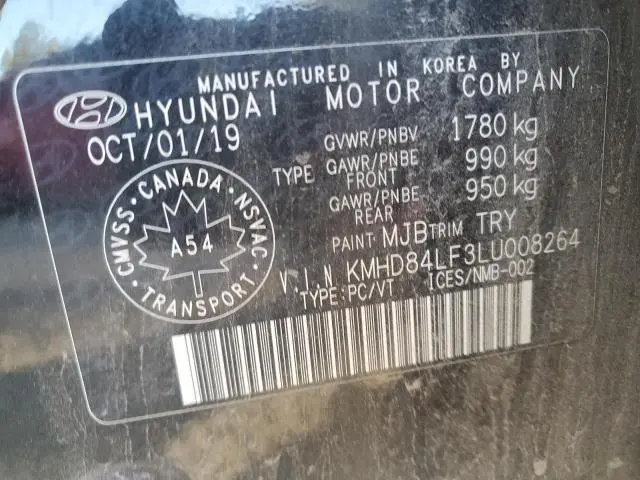 MANUFACTURED IN KOREA BY
HYUNDAI MOTOR COMPANY
OCT/01/19
GVWR/PNBV 1780 kg
TYPE GAWR/PNBE FRONT 990 kg
GAWR/PNBE REAR 950 kg
PAINT: MJB TRIM TRY
V.I.N KMHD84LF3LU008264
TYPE:PC/VT ICES/NMB-002
CMVSS · CANADA · NSVAC · TRANSPORT ·
A54